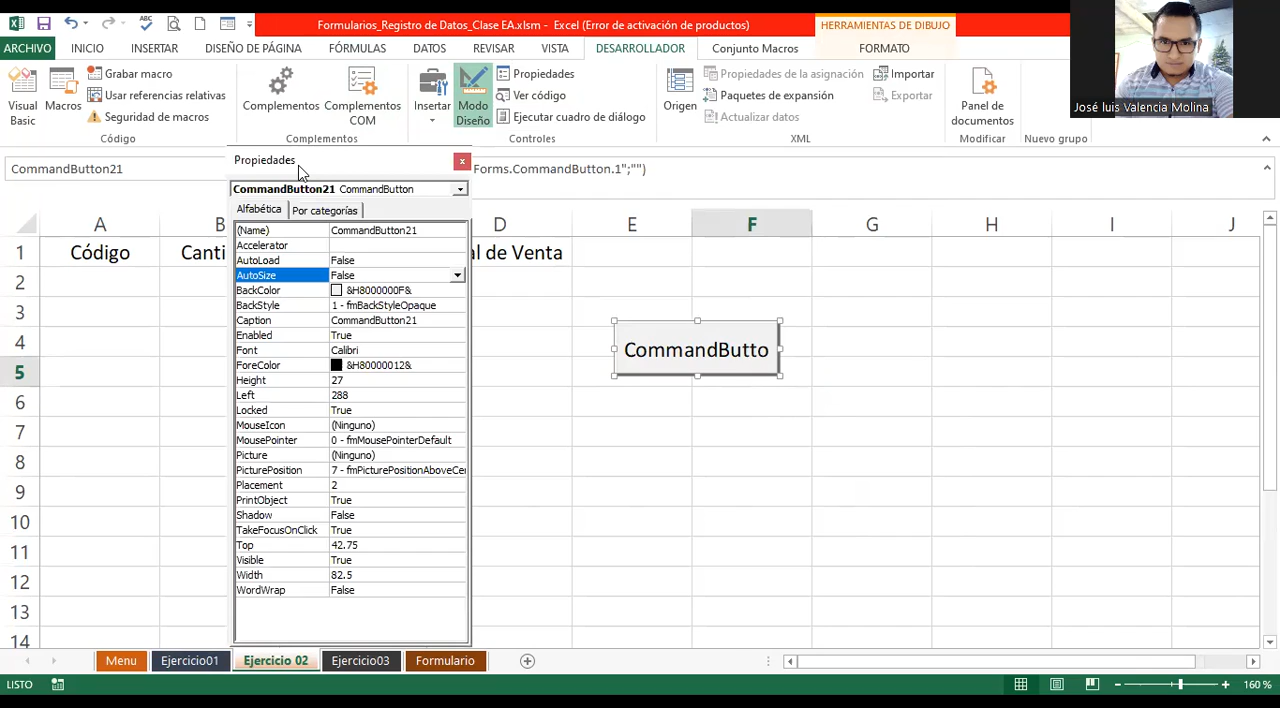 Formularios_Registro de Datos_Clase EA.xlsm - Excel (Error de activación de productos)
HERRAMIENTAS DE DIBUJO
ARCHIVO INICIO INSERTAR DISEÑO DE PÁGINA FÓRMULAS DATOS REVISAR VISTA DESARROLLADOR Conjunto Macros FORMATO
José luis Valencia Molina
Visual Basic
Macros
Grabar macro
Usar referencias relativas
Seguridad de macros
Código
Complementos
Complementos COM
Complementos
Insertar
Modo Diseño
Propiedades
Ver código
Ejecutar cuadro de diálogo
Controles
Origen
Propiedades de la asignación
Paquetes de expansión
Actualizar datos
Importar
Exportar
XML
Panel de documentos
Modificar
Nuevo grupo
CommandButton21
Forms.CommandButton.1";"")
Propiedades
CommandButton21 CommandButton
Alfabética Por categorías
(Name) CommandButton21
Accelerator
AutoLoad False
AutoSize False
BackColor &H8000000F&
BackStyle 1 - fmBackStyleOpaque
Caption CommandButton21
Enabled True
Font Calibri
ForeColor &H80000012&
Height 27
Left 288
Locked True
MouseIcon (Ninguno)
MousePointer 0 - fmMousePointerDefault
Picture (Ninguno)
PicturePosition 7 - fmPicturePositionAboveCer
Placement 2
PrintObject True
Shadow False
TakeFocusOnClick True
Top 42.75
Visible True
Width 82.5
WordWrap False
A B D E F G H I J
1 Código Canti al de Venta
2
3
4
CommandButto
5
6
7
8
9
10
11
12
13
14
Menu Ejercicio01 Ejercicio 02 Ejercicio03 Formulario
LISTO
160 %